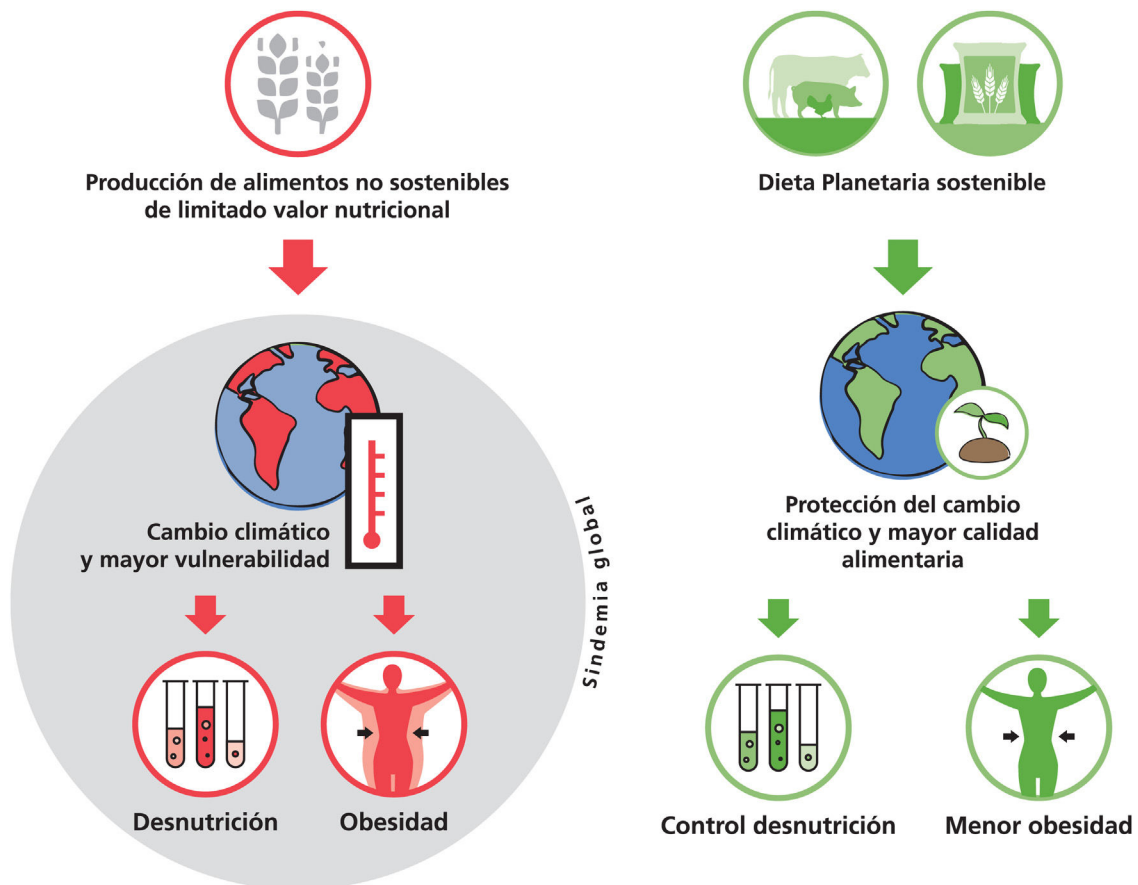 Producción de alimentos no sostenibles
de limitado valor nutricional
Cambio climático
y mayor vulnerabilidad
Desnutrición
Obesidad
Sindemia global
Dieta Planetaria sostenible
Protección del cambio
climático y mayor calidad
alimentaria
Control desnutrición
Menor obesidad